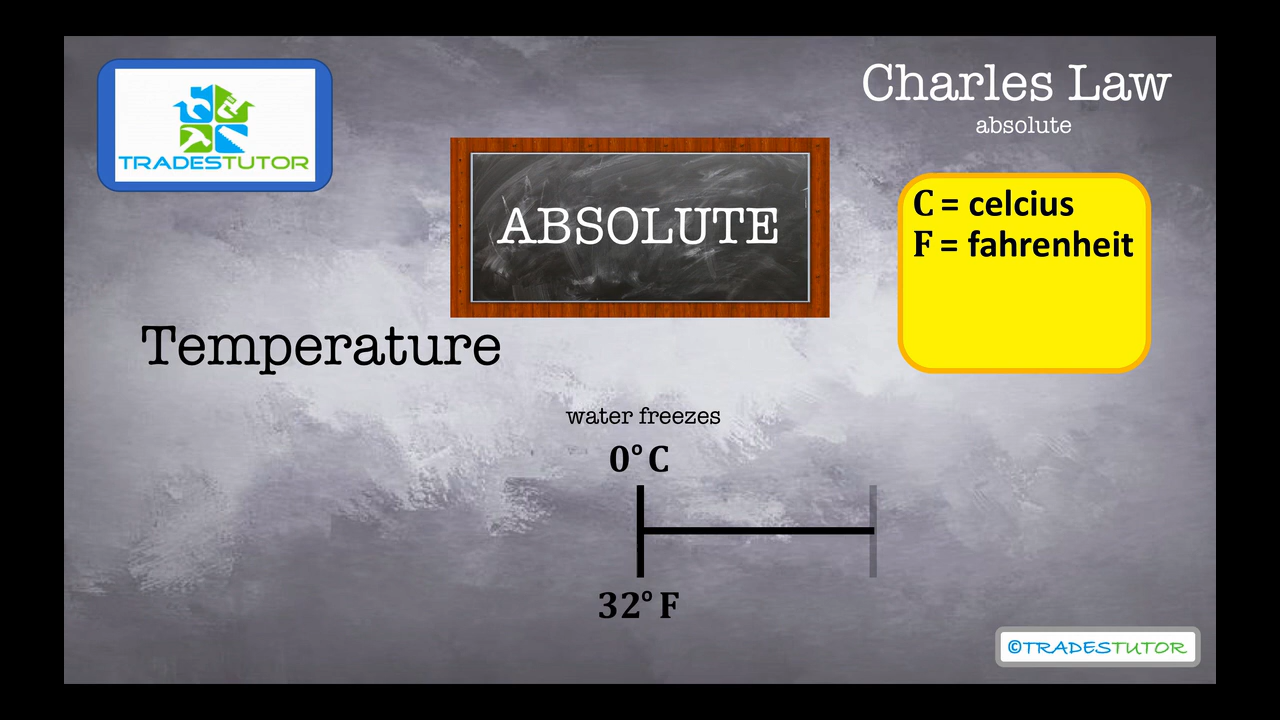 TRADESTUTOR
Charles Law
absolute
ABSOLUTE
C = celcius
F = fahrenheit
Temperature
water freezes
0° C
32° F
©TRADESTUTOR